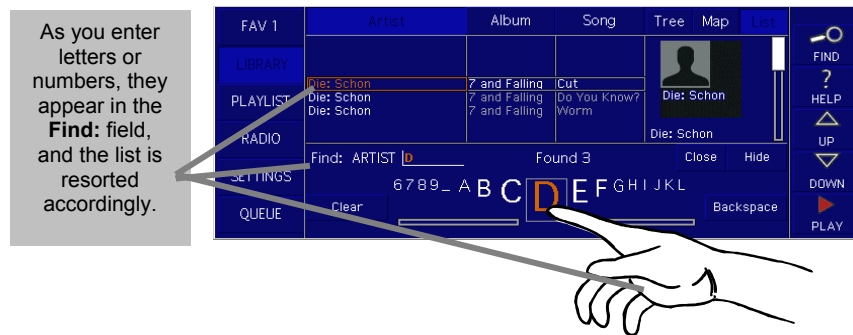 As you enter
letters or
numbers, they
appear in the
Find: field,
and the list is
resorted
accordingly.
FAV 1
LIBRARY
PLAYLIST
RADIO
SETTINGS
QUEUE
Artist Album Song Tree Map List
Die: Schon 7 and Falling Cut
Die: Schon 7 and Falling Do You Know?
Die: Schon 7 and Falling Worm
Die: Schon
Die: Schon
Find: ARTIST D Found 3 Close Hide
6789_ABCDEFGHIJKL
Clear Backspace
FIND
?
HELP
UP
DOWN
PLAY